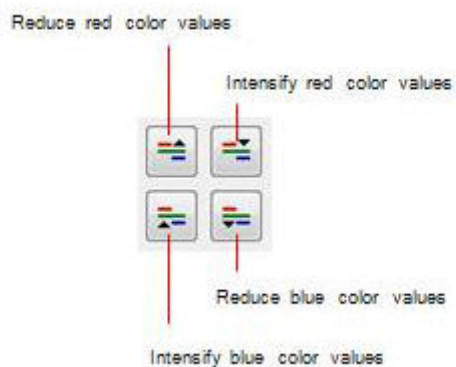 Reduce red color values
Intensify red color values
Reduce blue color values
Intensify blue color values